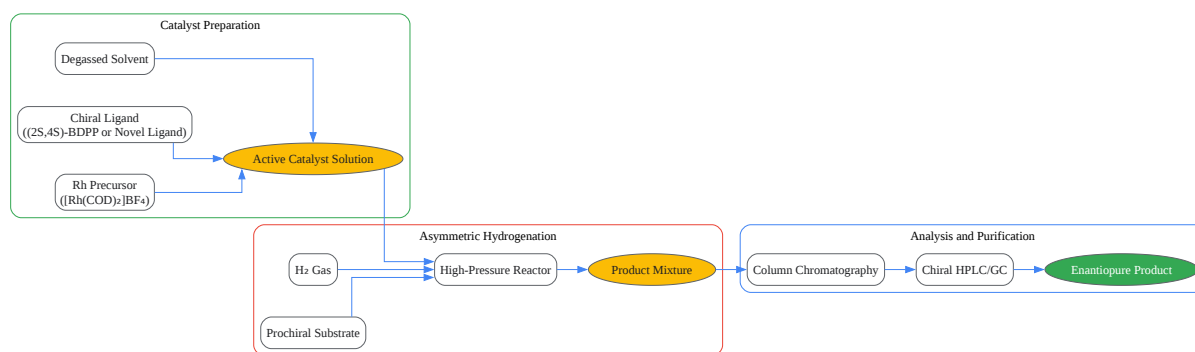 Catalyst Preparation
Degassed Solvent
Chiral Ligand
((2S,4S)-BDPP or Novel Ligand)
Active Catalyst Solution
Rh Precursor
([Rh(COD)₂]BF₄)
Asymmetric Hydrogenation
H₂ Gas
High-Pressure Reactor
Product Mixture
Prochiral Substrate
Analysis and Purification
Column Chromatography
Chiral HPLC/GC
Enantiopure Product